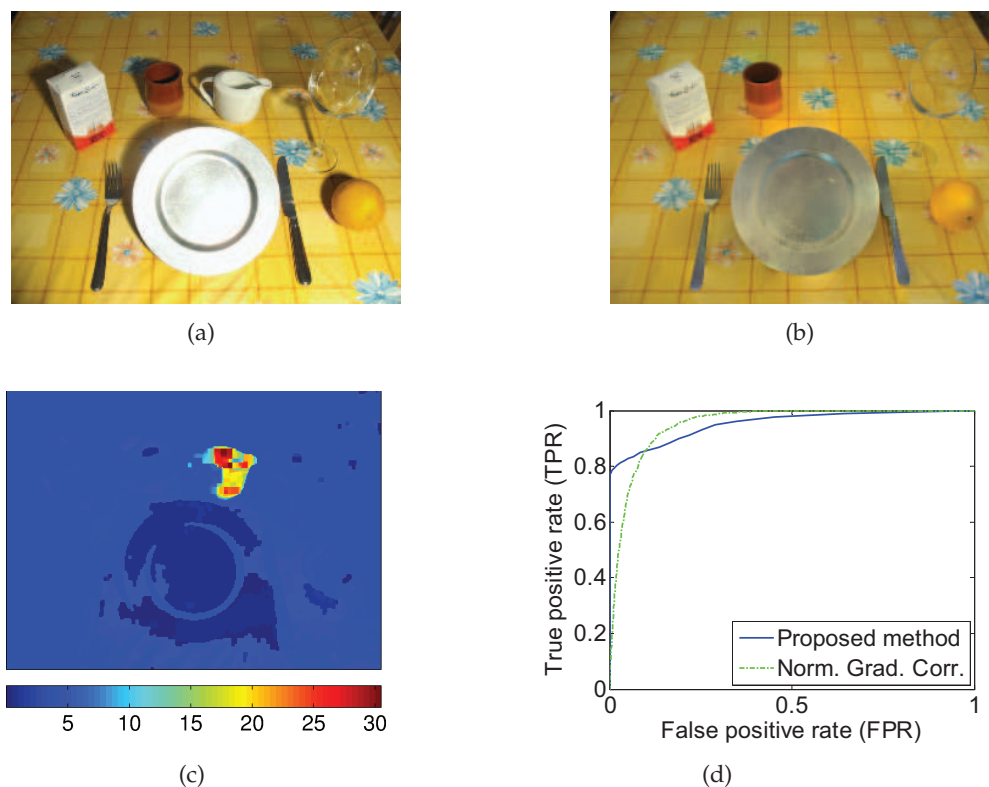 (a)
(b)
(c)
5 10 15 20 25 30
1
0.8
0.6
0.4
0.2
0
0 0.5 1
True positive rate (TPR)
False positive rate (FPR)
Proposed method
Norm. Grad. Corr.
(d)